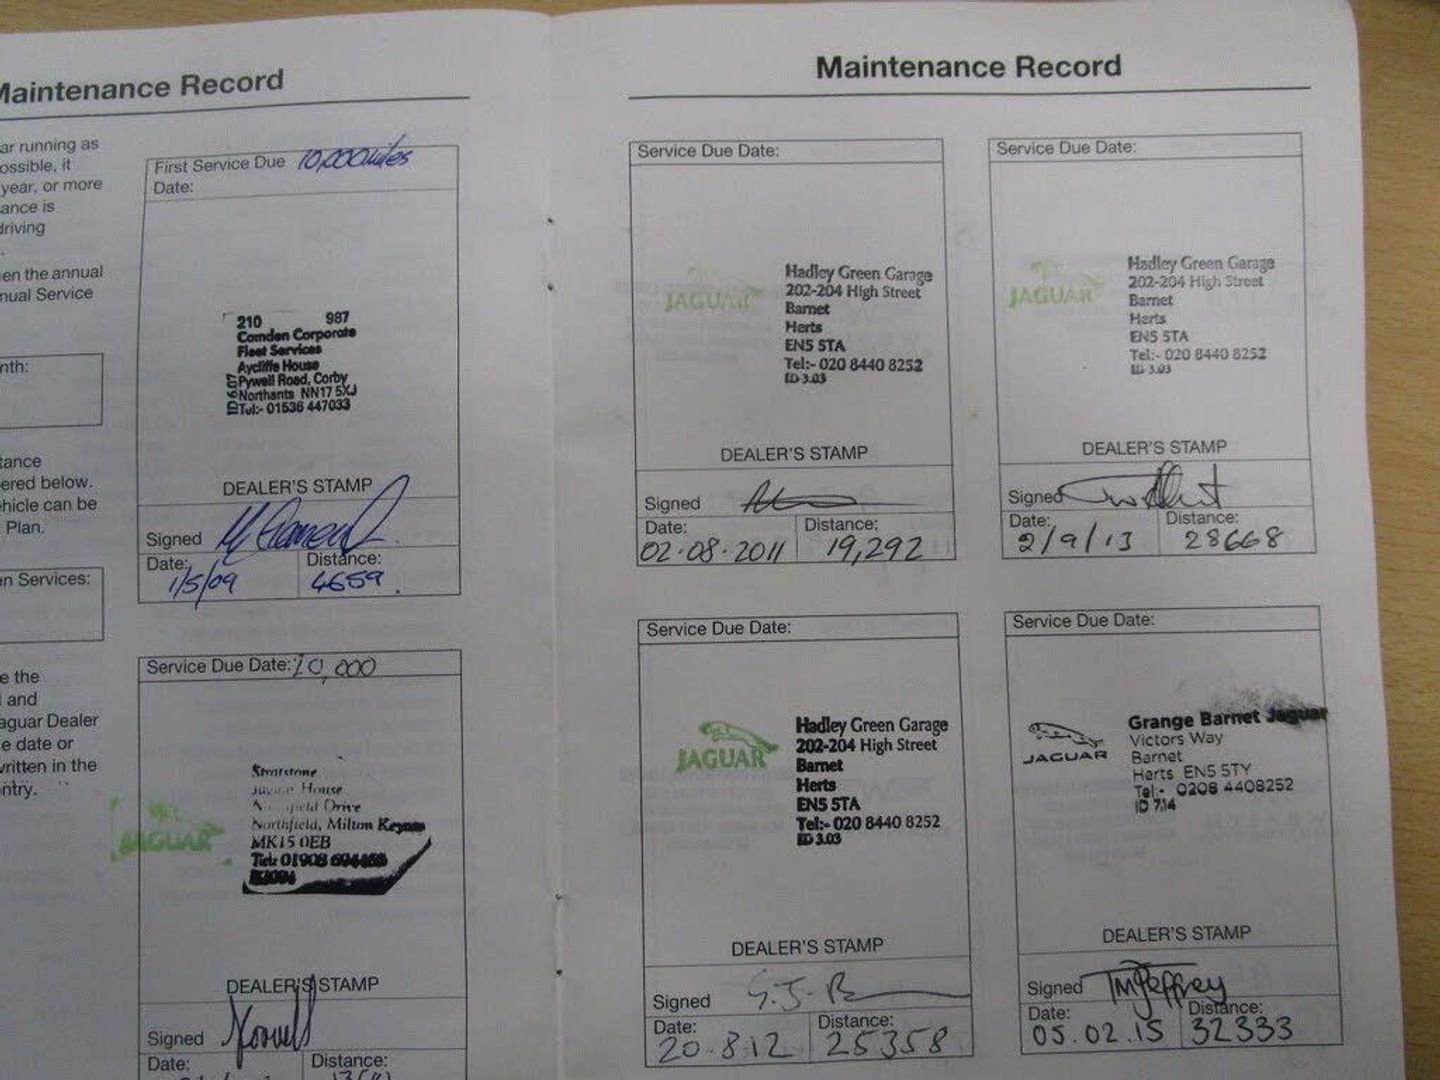 Maintenance Record
ar running as
ossible, it
year, or more
ance is
driving
en the annual
nual Service
nth:
tance
ered below.
hicle can be
Plan.
n Services:
e the
and
aguar Dealer
e date or
written in the
ntry.
First Service Due 10,000 miles
Date:
210 987
Camden Corporate
Fleet Services
Aycliffe House
Pywell Road, Corby
Northants NN17 5XJ
Tel:- 01536 447033
DEALER'S STAMP
Signed
Date: Distance:
1/5/09 4659
Service Due Date: 20,000
JAGUAR
Stratstone
House
Drive
Northfield, Milton Keynes
MK15 0EB
Tel: 01908
DEALER'S STAMP
Signed
Date: Distance:
Maintenance Record
Service Due Date:
JAGUAR
Hadley Green Garage
202-204 High Street
Barnet
Herts
EN5 5TA
Tel:- 020 8440 8252
ID 3.03
DEALER'S STAMP
Signed
Date: Distance:
02·08·2011 19,292
Service Due Date:
JAGUAR
Hadley Green Garage
202-204 High Street
Barnet
Herts
EN5 5TA
Tel:- 020 8440 8252
ID 3.03
DEALER'S STAMP
Signed
Date: Distance:
2/9/13 28668
Service Due Date:
JAGUAR
Hadley Green Garage
202-204 High Street
Barnet
Herts
EN5 5TA
Tel:- 020 8440 8252
ID 3.03
DEALER'S STAMP
Signed
Date: Distance:
20·8·12 25358
Service Due Date:
JAGUAR
Grange Barnet Jaguar
Victors Way
Barnet
Herts EN5 5TY
Tel:- 0208 4408252
ID 714
DEALER'S STAMP
Signed TMJeffrey
Date: Distance:
05.02.15 32333